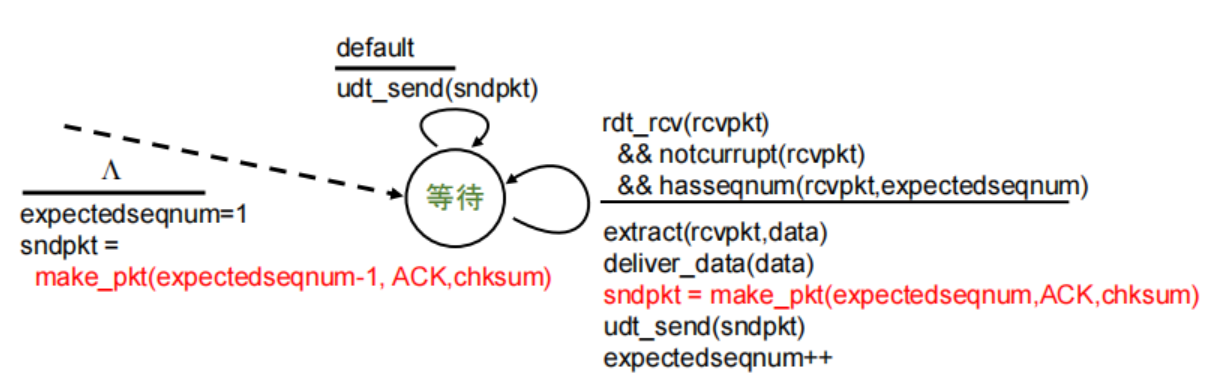 default
udt_send(sndpkt)
Λ
expectedseqnum=1
sndpkt =
make_pkt(expectedseqnum-1, ACK,chksum)
等待
rdt_rcv(rcvpkt)
&& notcurrupt(rcvpkt)
&& hasseqnum(rcvpkt,expectedseqnum)
extract(rcvpkt,data)
deliver_data(data)
sndpkt = make_pkt(expectedseqnum,ACK,chksum)
udt_send(sndpkt)
expectedseqnum++